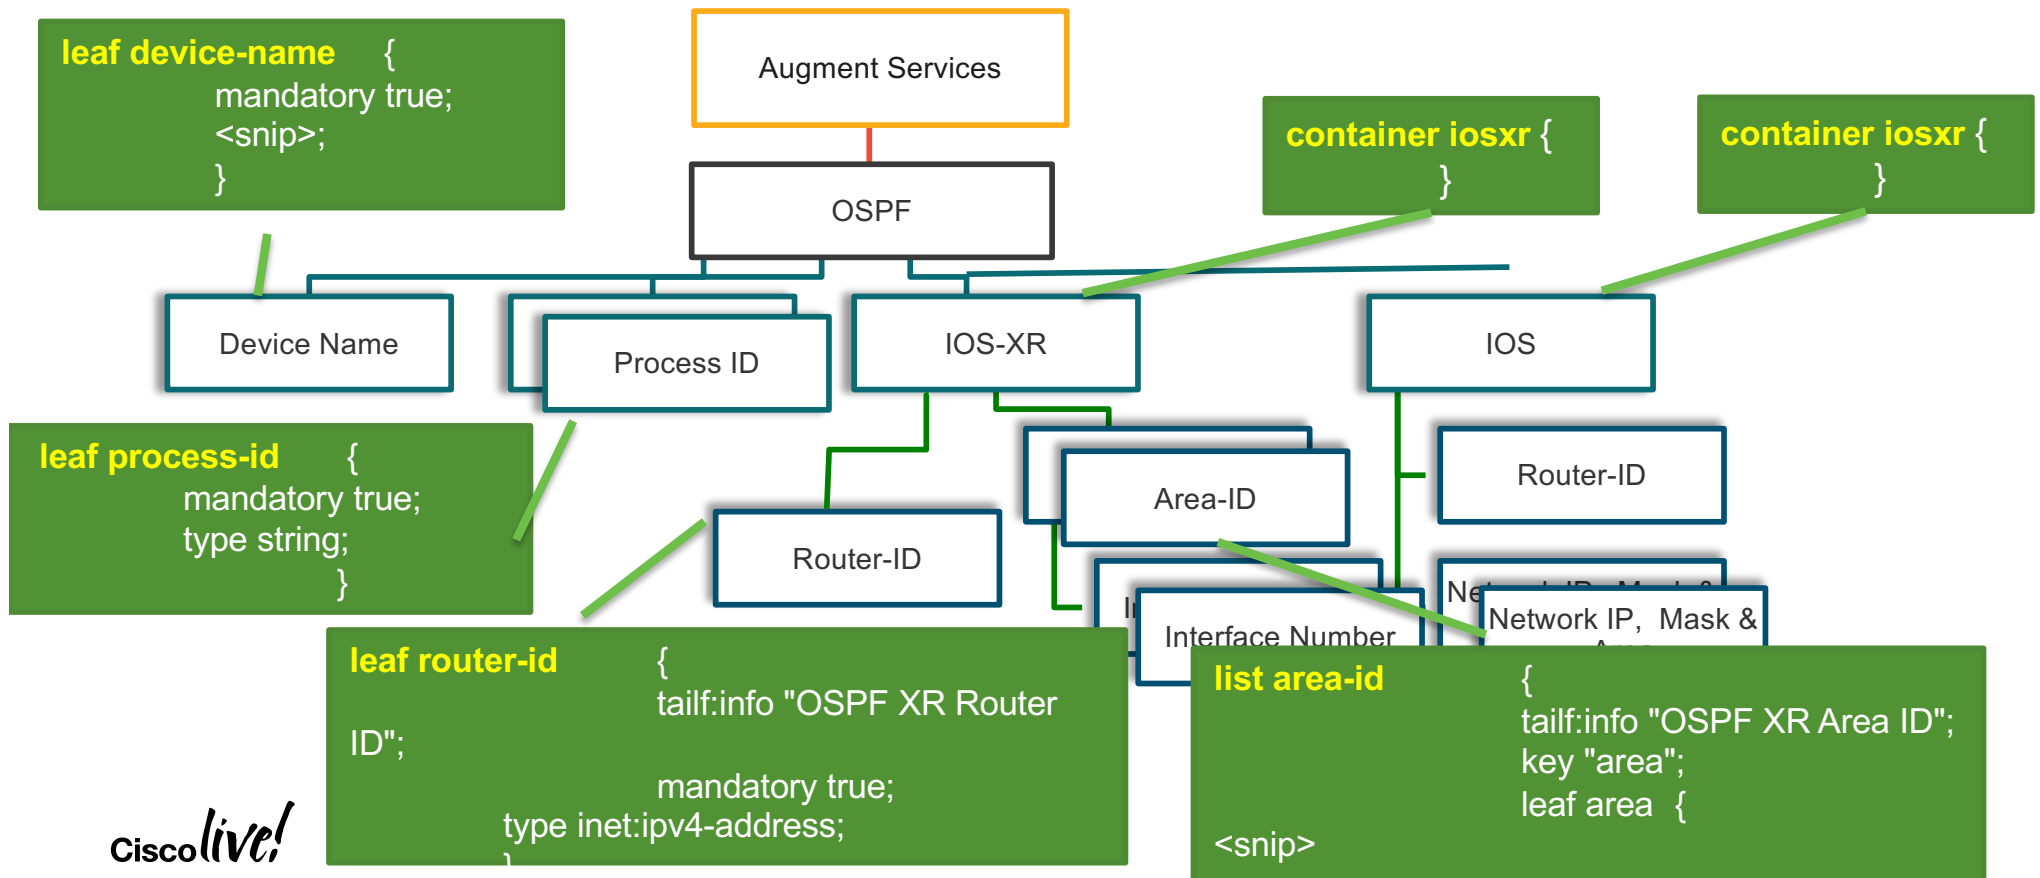 leaf device-name {
mandatory true;
<snip>;
}
Augment Services
container iosxr {
}
container iosxr {
}
OSPF
Device Name
Process ID
IOS-XR
IOS
leaf process-id {
mandatory true;
type string;
}
Router-ID
Area-ID
Router-ID
Interface Number
Network IP, Mask &
leaf router-id {
tailf:info "OSPF XR Router
ID";
mandatory true;
type inet:ipv4-address;
}
list area-id {
tailf:info "OSPF XR Area ID";
key "area";
leaf area {
<snip>
Cisco live!